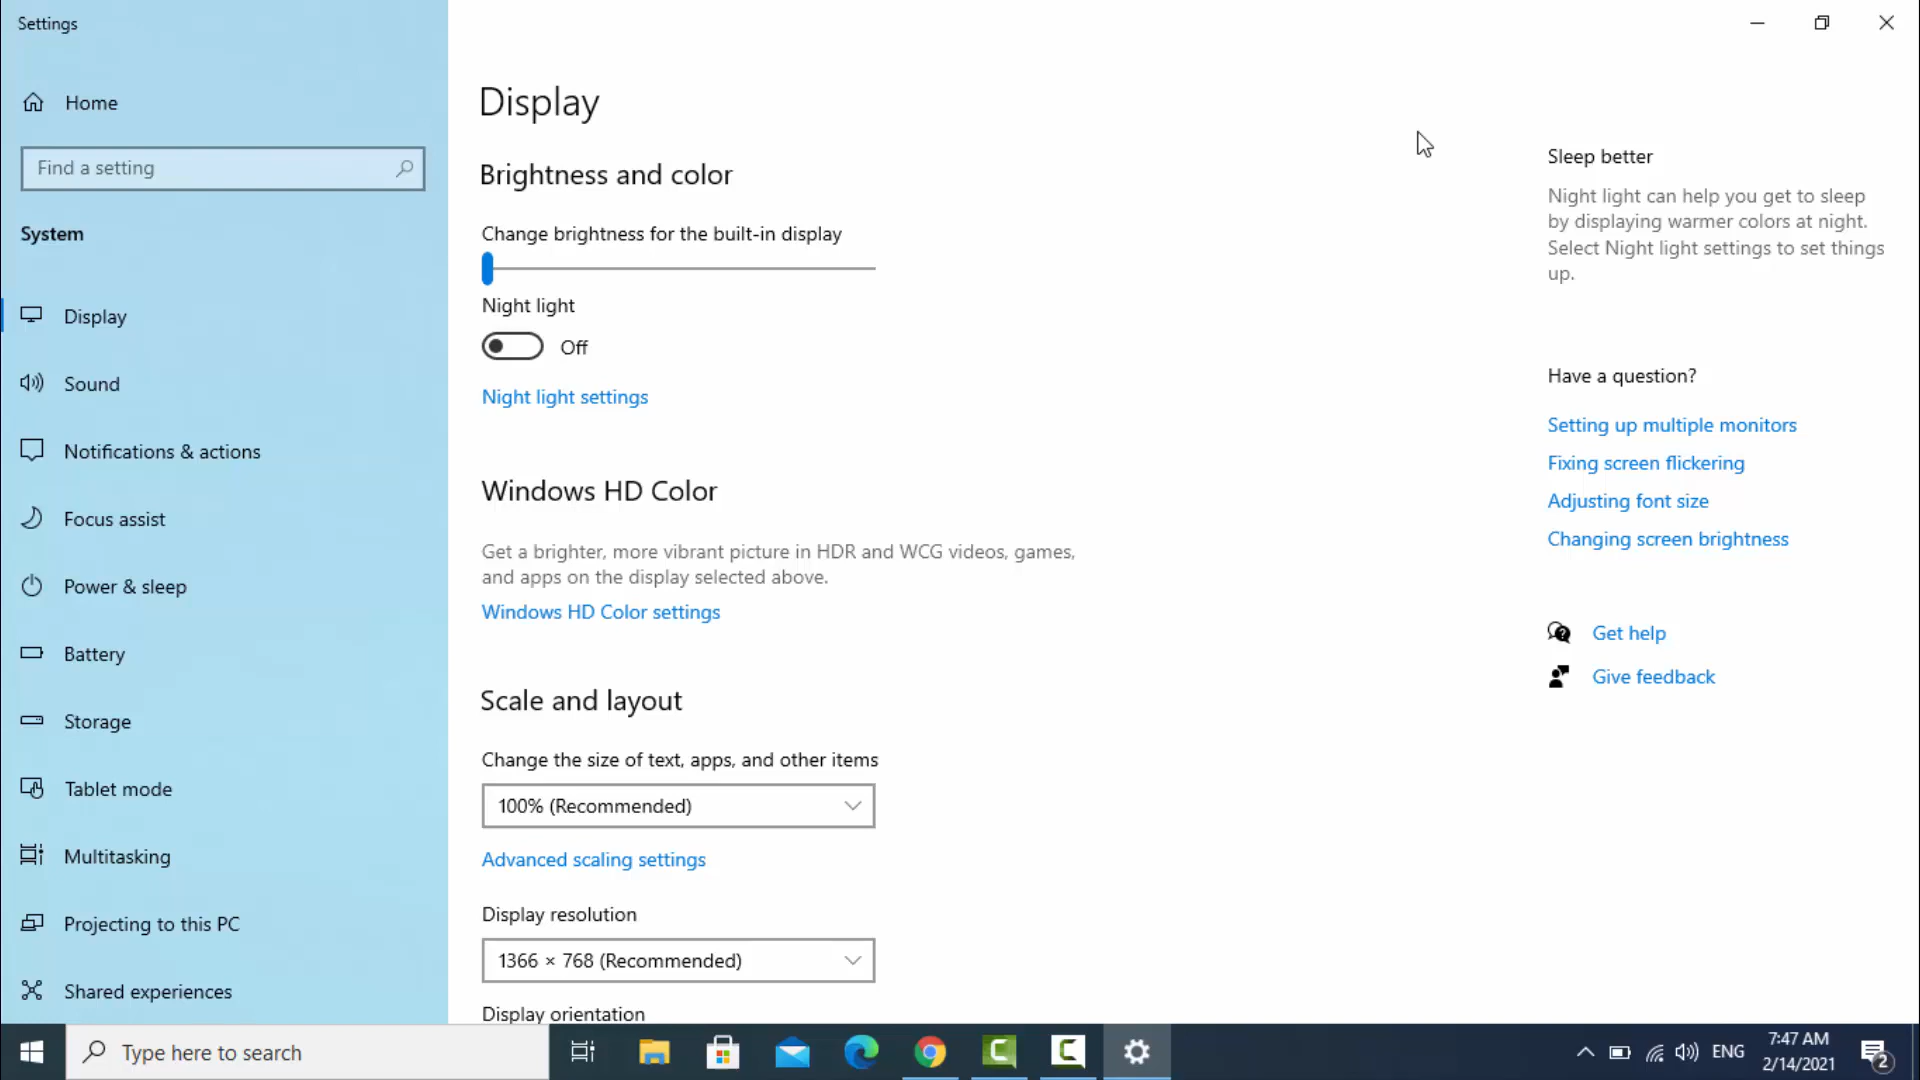 Settings
Home
Find a setting
System
Display
Sound
Notifications & actions
Focus assist
Power & sleep
Battery
Storage
Tablet mode
Multitasking
Projecting to this PC
Shared experiences
Display
Brightness and color
Change brightness for the built-in display
Night light
Off
Night light settings
Windows HD Color
Get a brighter, more vibrant picture in HDR and WCG videos, games,
and apps on the display selected above.
Windows HD Color settings
Scale and layout
Change the size of text, apps, and other items
100% (Recommended)
Advanced scaling settings
Display resolution
1366 × 768 (Recommended)
Display orientation
Sleep better
Night light can help you get to sleep
by displaying warmer colors at night.
Select Night light settings to set things
up.
Have a question?
Setting up multiple monitors
Fixing screen flickering
Adjusting font size
Changing screen brightness
Get help
Give feedback
Type here to search
ENG
7:47 AM
2/14/2021
2